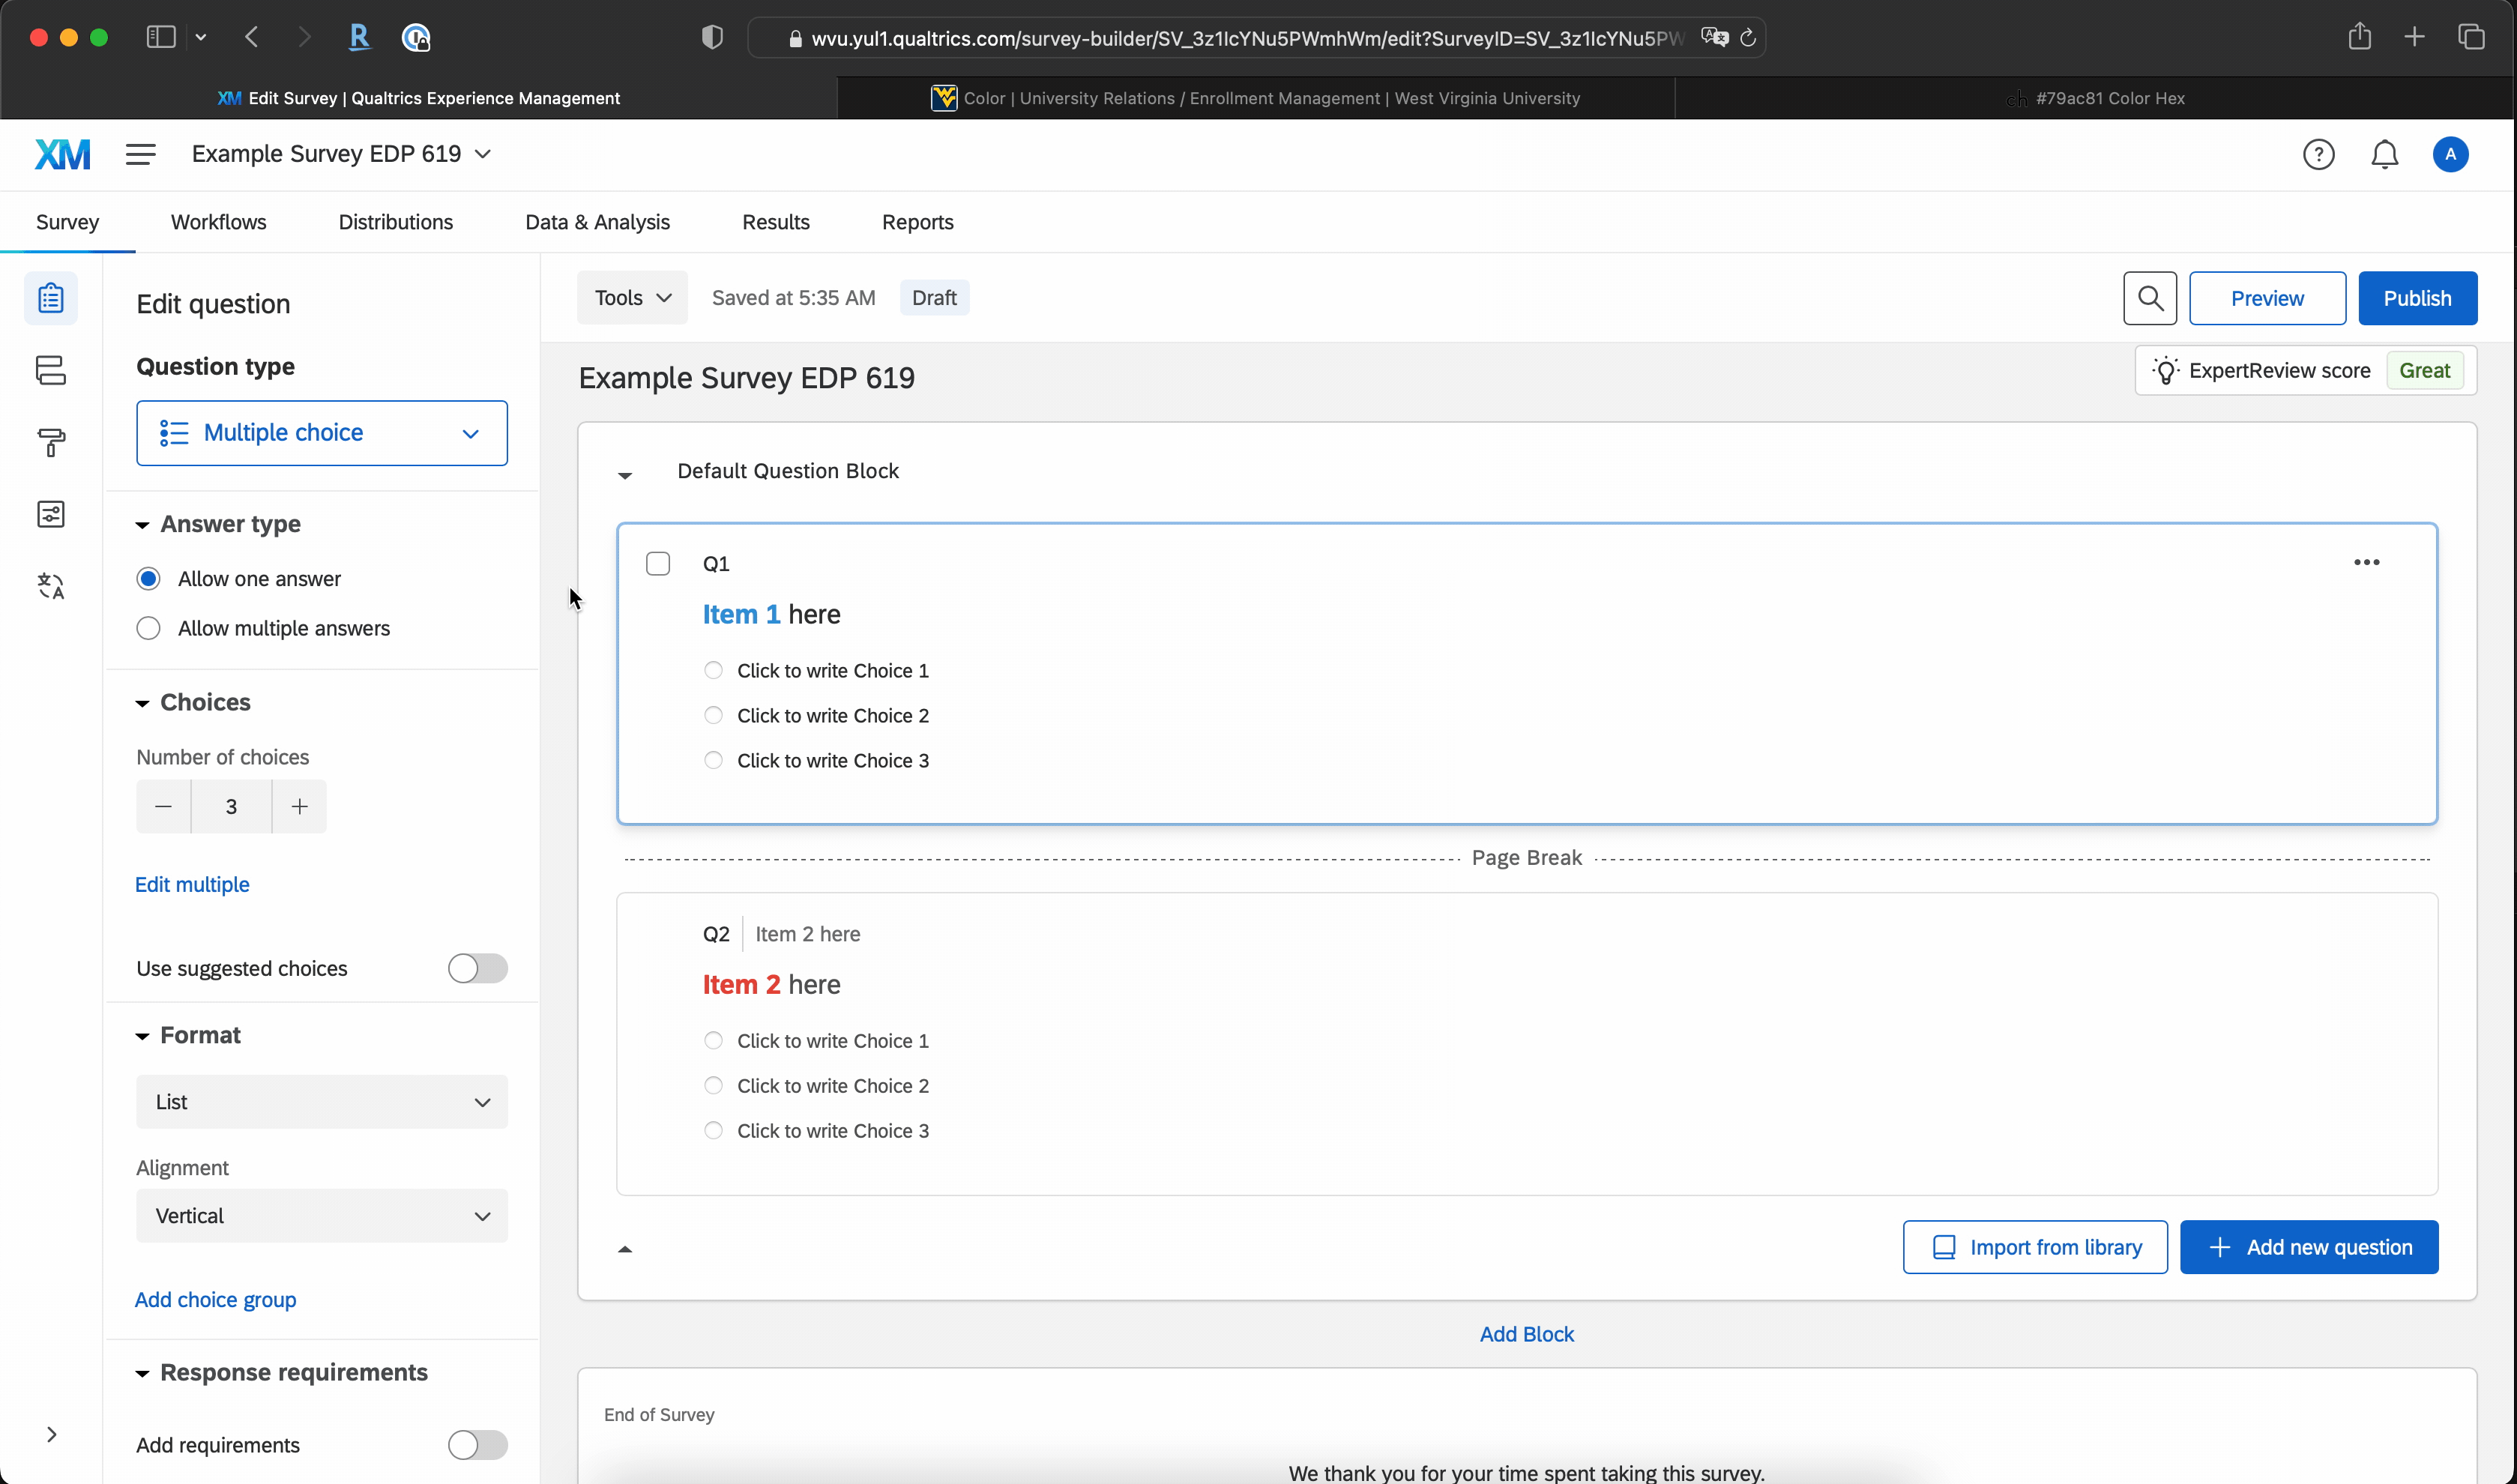 wvu.yul1.qualtrics.com/survey-builder/SV_3z1lcYNu5PWmhWm/edit?SurveyID=SV_3z1lcYNu5PW
XM Edit Survey | Qualtrics Experience Management
Color | University Relations / Enrollment Management | West Virginia University
ch #79ac81 Color Hex
XM
Example Survey EDP 619
A
Survey
Workflows
Distributions
Data & Analysis
Results
Reports
Edit question
Question type
Multiple choice
Answer type
Allow one answer
Allow multiple answers
Choices
Number of choices
3
Edit multiple
Use suggested choices
Format
List
Alignment
Vertical
Add choice group
Response requirements
Add requirements
Tools
Saved at 5:35 AM
Draft
Preview
Publish
Example Survey EDP 619
ExpertReview score Great
Default Question Block
Q1
Item 1 here
Click to write Choice 1
Click to write Choice 2
Click to write Choice 3
Page Break
Q2 Item 2 here
Item 2 here
Click to write Choice 1
Click to write Choice 2
Click to write Choice 3
Import from library
Add new question
Add Block
End of Survey
We thank you for your time spent taking this survey.